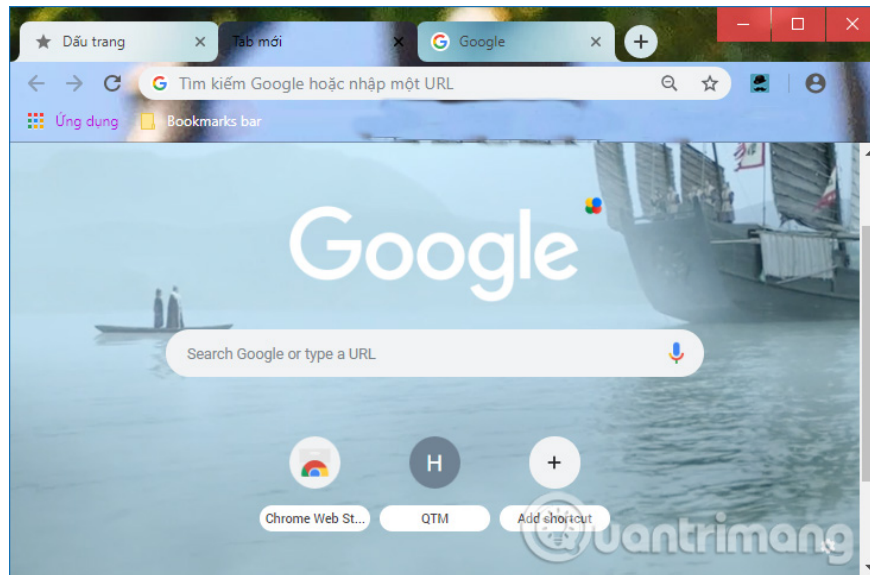 Dấu trang
Tab mới
Google
Tìm kiếm Google hoặc nhập một URL
Ứng dụng
Bookmarks bar
Google
Search Google or type a URL
H
Chrome Web St...
QTM
Add shortcut
Quantrimang